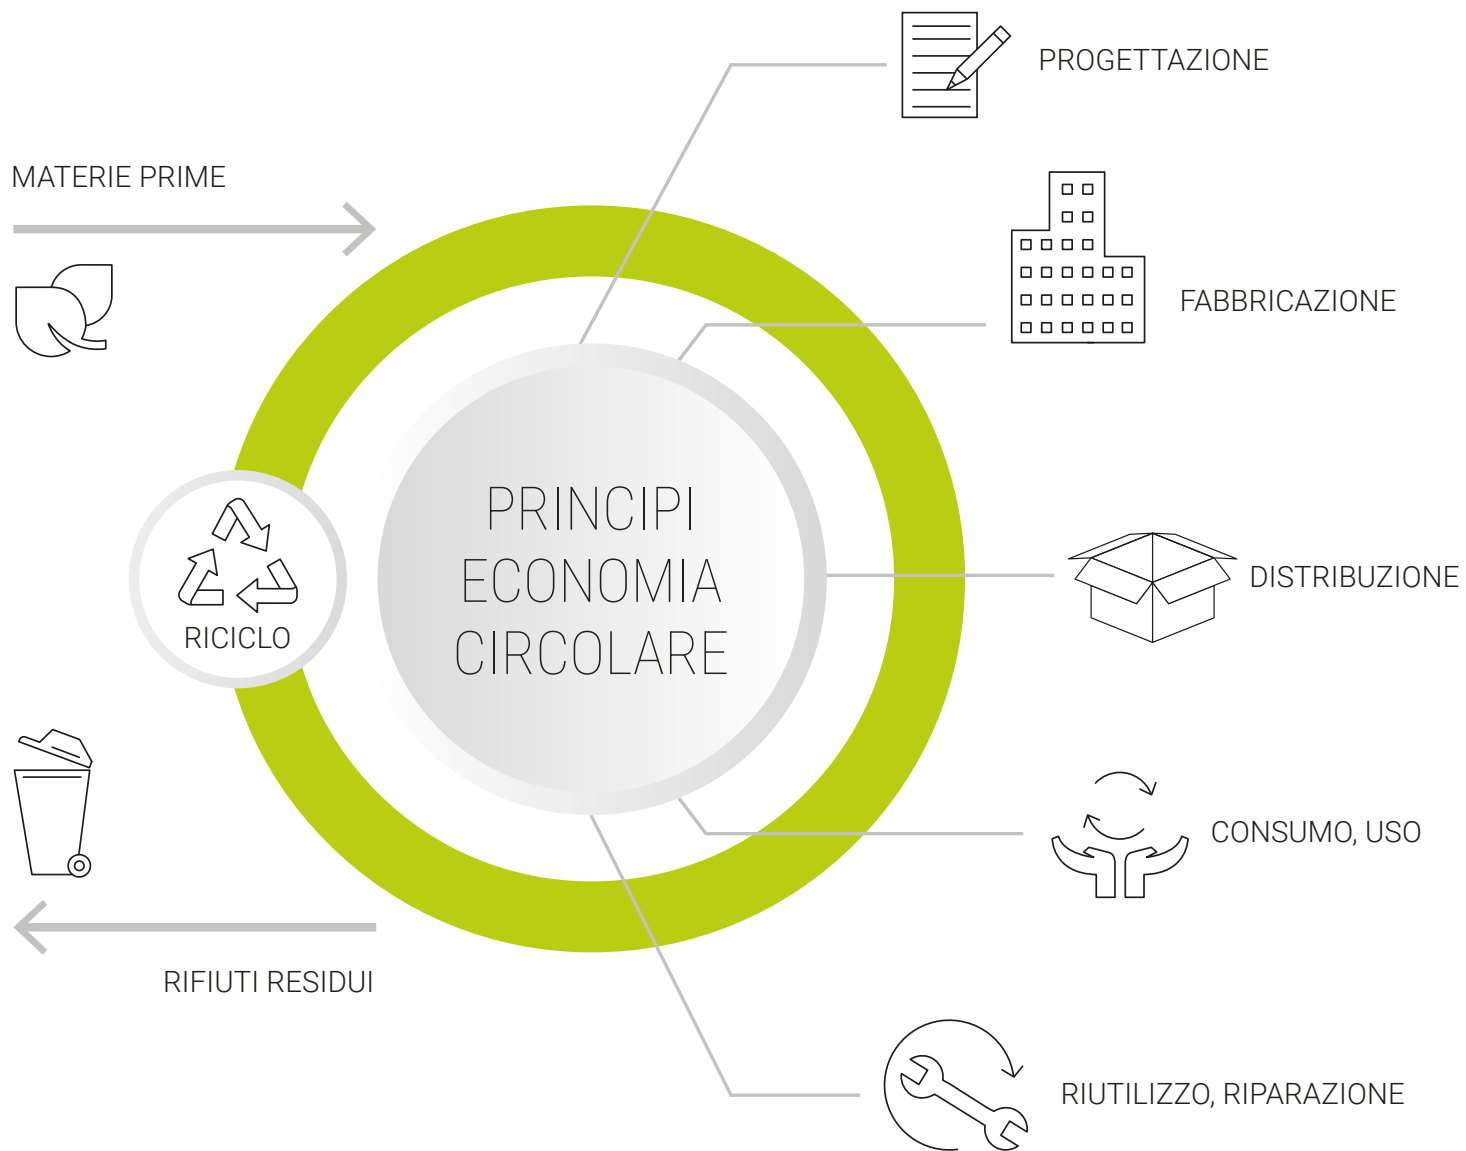 PROGETTAZIONE
MATERIE PRIME
FABBRICAZIONE
PRINCIPI
ECONOMIA
CIRCOLARE
DISTRIBUZIONE
RICICLO
CONSUMO, USO
RIFIUTI RESIDUI
RIUTILIZZO, RIPARAZIONE